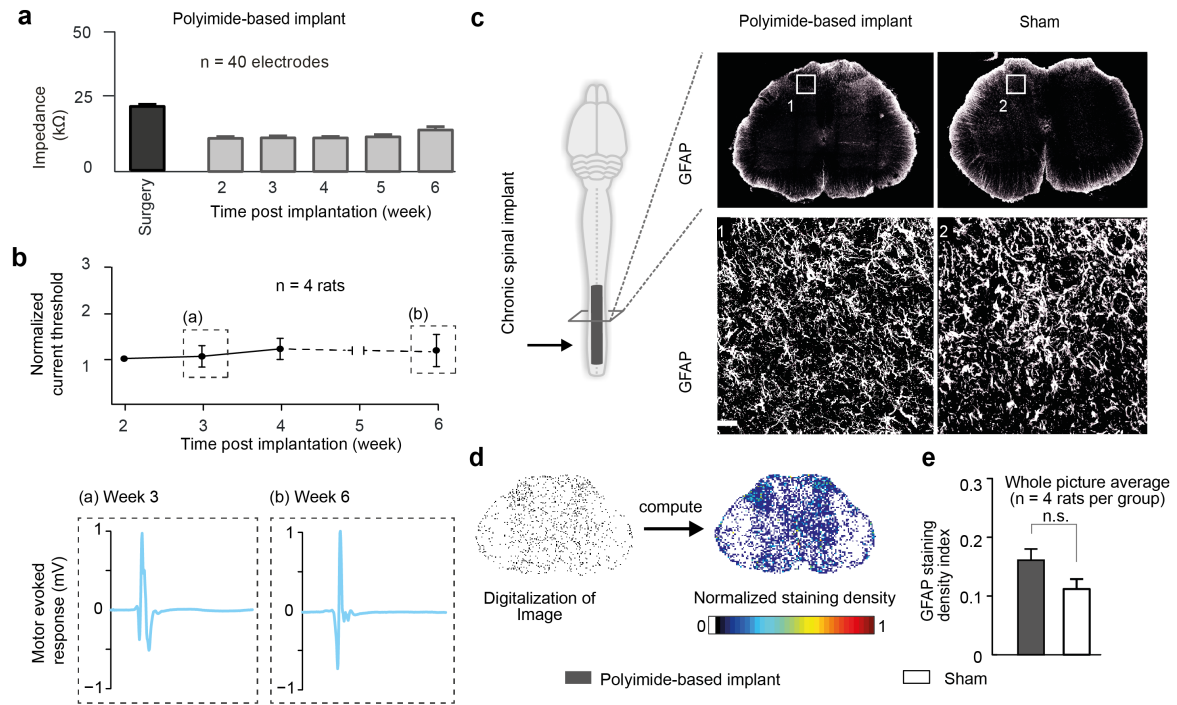 a
Polyimide-based implant
50
25
0
Impedance
(kΩ)
n = 40 electrodes
Surgery
2
3
4
5
6
Time post implantation (week)
b
3
2
1
Normalized
current threshold
n = 4 rats
(a)
(b)
2
3
4
5
6
Time post implantation (week)
(a) Week 3
(b) Week 6
Motor evoked
response (mV)
1
0
−1
1
0
−1
c
Polyimide-based implant
Sham
Chronic spinal implant
GFAP
1
2
GFAP
1
2
d
compute
Digitalization of
Image
Normalized staining density
0
1
e
Whole picture average
(n = 4 rats per group)
n.s.
0.3
0.2
0.1
0
GFAP staining
density index
Polyimide-based implant
Sham